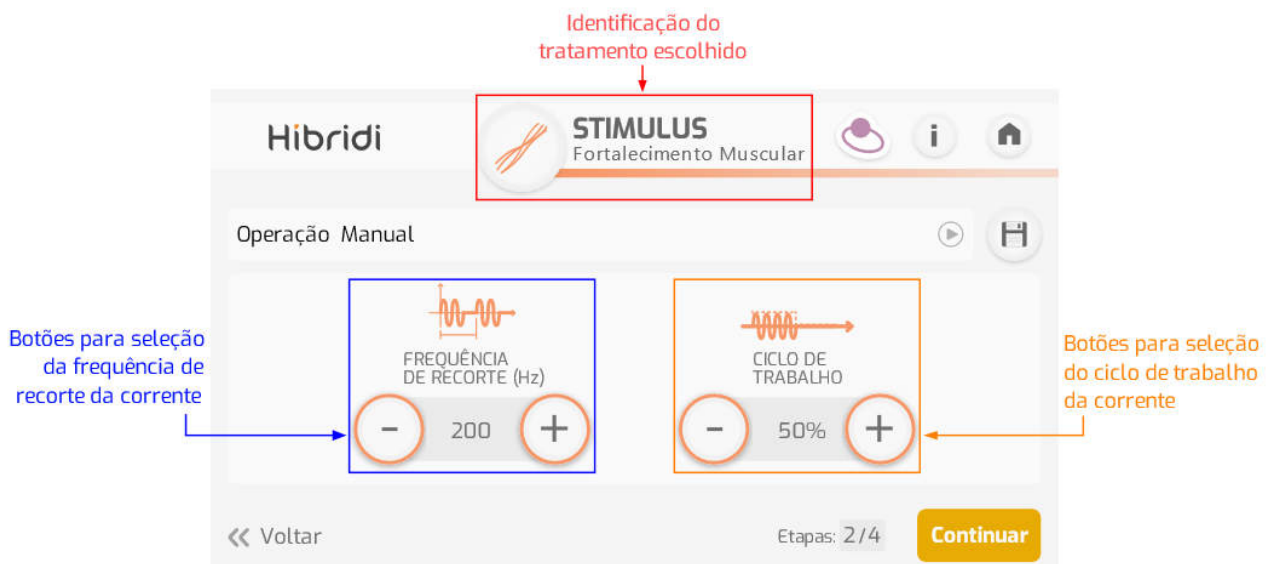 Identificação do
tratamento escolhido
Hibridi
STIMULUS
Fortalecimento Muscular
i
Operação Manual
Botões para seleção
da frequência de
recorte da corrente
FREQUÊNCIA
DE RECORTE (Hz)
- 200 +
CICLO DE
TRABALHO
- 50% +
Botões para seleção
do ciclo de trabalho
da corrente
Voltar
Etapas: 2/4
Continuar